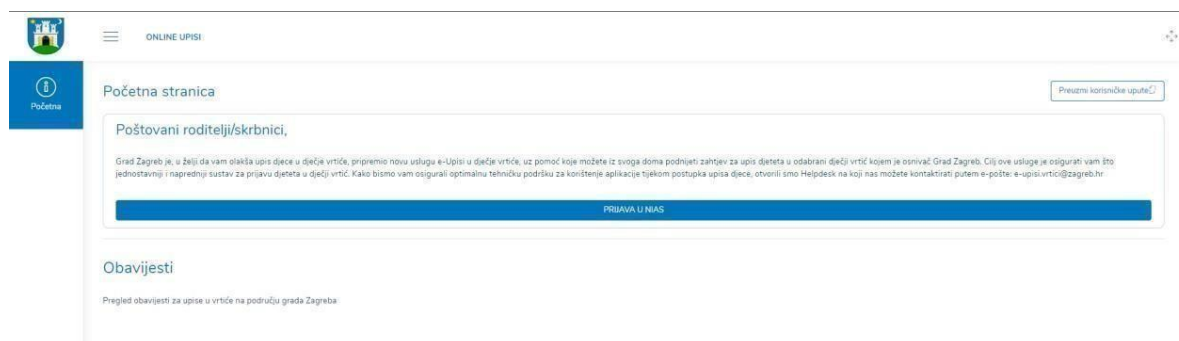 ONLINE UPISI
Početna
Početna stranica
Preuzmi korisničke upute
Poštovani roditelji/skrbnici,
Grad Zagreb je, u želji da vam olakša upis djece u dječje vrtiće, pripremio novu uslugu e-Upisi u dječje vrtiće, uz pomoć koje možete iz svoga doma podnijeti zahtjev za upis djeteta u odabrani dječji vrtić kojem je osnivač Grad Zagreb. Cilj ove usluge je osigurati vam što
jednostavniji i napredniji sustav za prijavu djeteta u dječji vrtić. Kako bismo vam osigurali optimalnu tehničku podršku za korištenje aplikacije tijekom postupka upisa djece, otvorili smo Helpdesk na koji nas možete kontaktirati putem e-pošte: e-upisi.vrtici@zagreb.hr
PRIJAVA U NIAS
Obavijesti
Pregled obavijesti za upise u vrtiće na području grada Zagreba